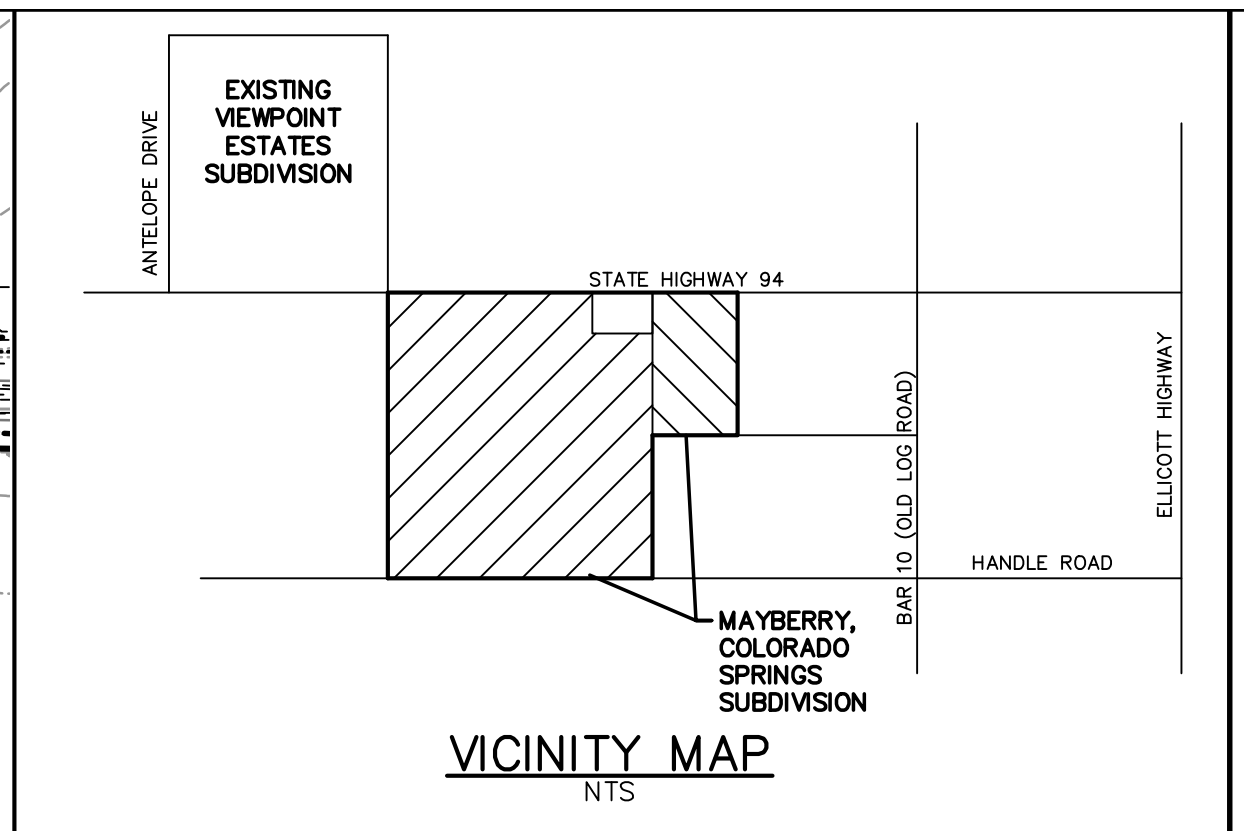 EXISTING
VIEWPOINT
ESTATES
SUBDIVISION
ANTELOPE DRIVE
STATE HIGHWAY 94
BAR 10 (OLD LOG ROAD)
ELLICOTT HIGHWAY
HANDLE ROAD
MAYBERRY,
COLORADO
SPRINGS
SUBDIVISION
VICINITY MAP
NTS